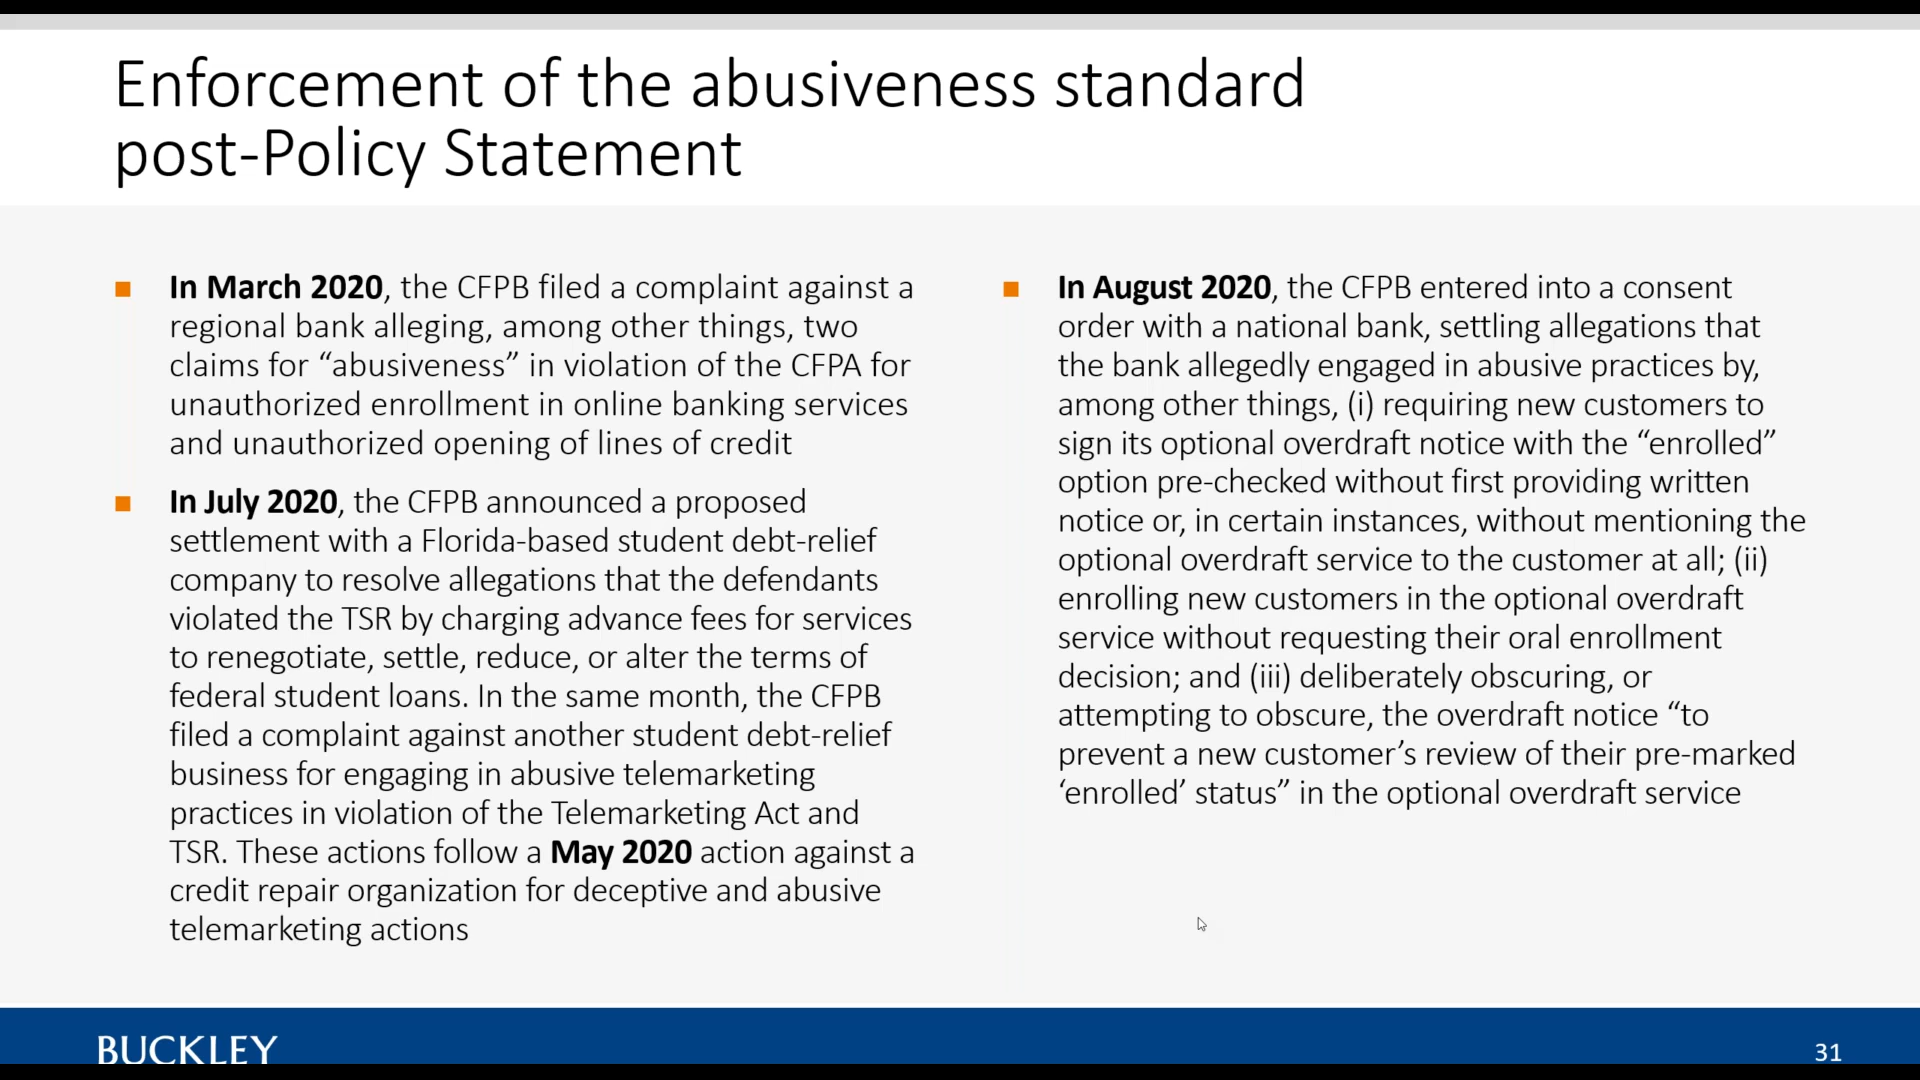 Enforcement of the abusiveness standard
post-Policy Statement
In March 2020, the CFPB filed a complaint against a
regional bank alleging, among other things, two
claims for “abusiveness” in violation of the CFPA for
unauthorized enrollment in online banking services
and unauthorized opening of lines of credit
In July 2020, the CFPB announced a proposed
settlement with a Florida-based student debt-relief
company to resolve allegations that the defendants
violated the TSR by charging advance fees for services
to renegotiate, settle, reduce, or alter the terms of
federal student loans. In the same month, the CFPB
filed a complaint against another student debt-relief
business for engaging in abusive telemarketing
practices in violation of the Telemarketing Act and
TSR. These actions follow a May 2020 action against a
credit repair organization for deceptive and abusive
telemarketing actions
In August 2020, the CFPB entered into a consent
order with a national bank, settling allegations that
the bank allegedly engaged in abusive practices by,
among other things, (i) requiring new customers to
sign its optional overdraft notice with the “enrolled”
option pre-checked without first providing written
notice or, in certain instances, without mentioning the
optional overdraft service to the customer at all; (ii)
enrolling new customers in the optional overdraft
service without requesting their oral enrollment
decision; and (iii) deliberately obscuring, or
attempting to obscure, the overdraft notice “to
prevent a new customer’s review of their pre-marked
‘enrolled’ status” in the optional overdraft service
BUCKLEY
31